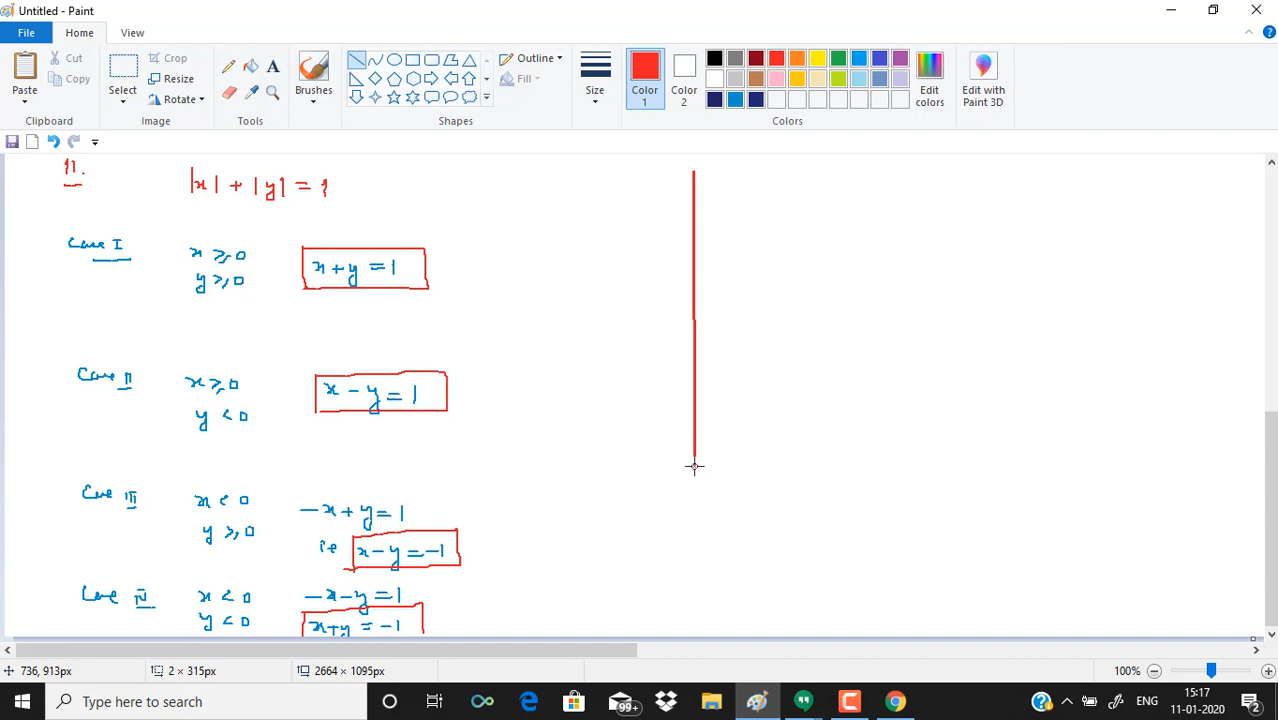 Untitled - Paint
File Home View
Paste
Cut
Copy
Clipboard
Select
Crop
Resize
Rotate
Image
Tools
Brushes
Shapes
Outline
Fill
Size
Color 1
Color 2
Colors
Edit colors
Edit with Paint 3D
11.
|x| + |y| = 1
Case I
x ≥ 0
y ≥ 0
x + y = 1
Case II
x ≥ 0
y < 0
x - y = 1
Case III
x < 0
y ≥ 0
-x + y = 1
ie x - y = -1
Case IV
x < 0
y < 0
-x - y = 1
x + y = -1
736, 913px
2 × 315px
2664 × 1095px
100%
Type here to search
99+
ENG
15:17
11-01-2020
2